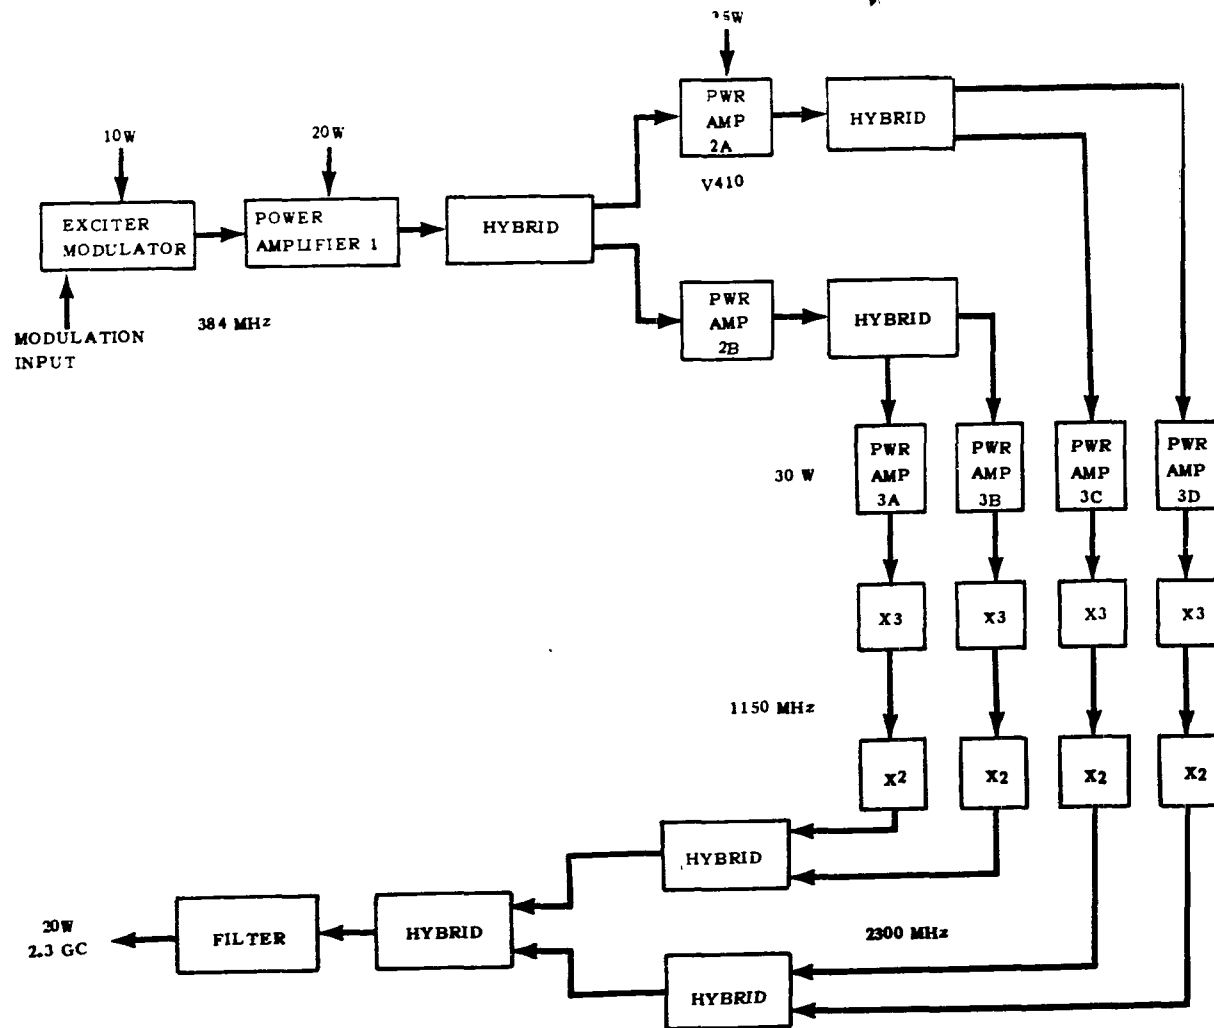 PWR
AMP
2A
V410
HYBRID
10W
20W
EXCITER
MODULATOR
POWER
AMPLIFIER 1
HYBRID
384 MHz
MODULATION
INPUT
PWR
AMP
2B
HYBRID
30 W
PWR
AMP
3A
PWR
AMP
3B
PWR
AMP
3C
PWR
AMP
3D
X3
X3
X3
X3
1150 MHz
X2
X2
X2
X2
HYBRID
20W
2.3 GC
FILTER
HYBRID
2300 MHz
HYBRID